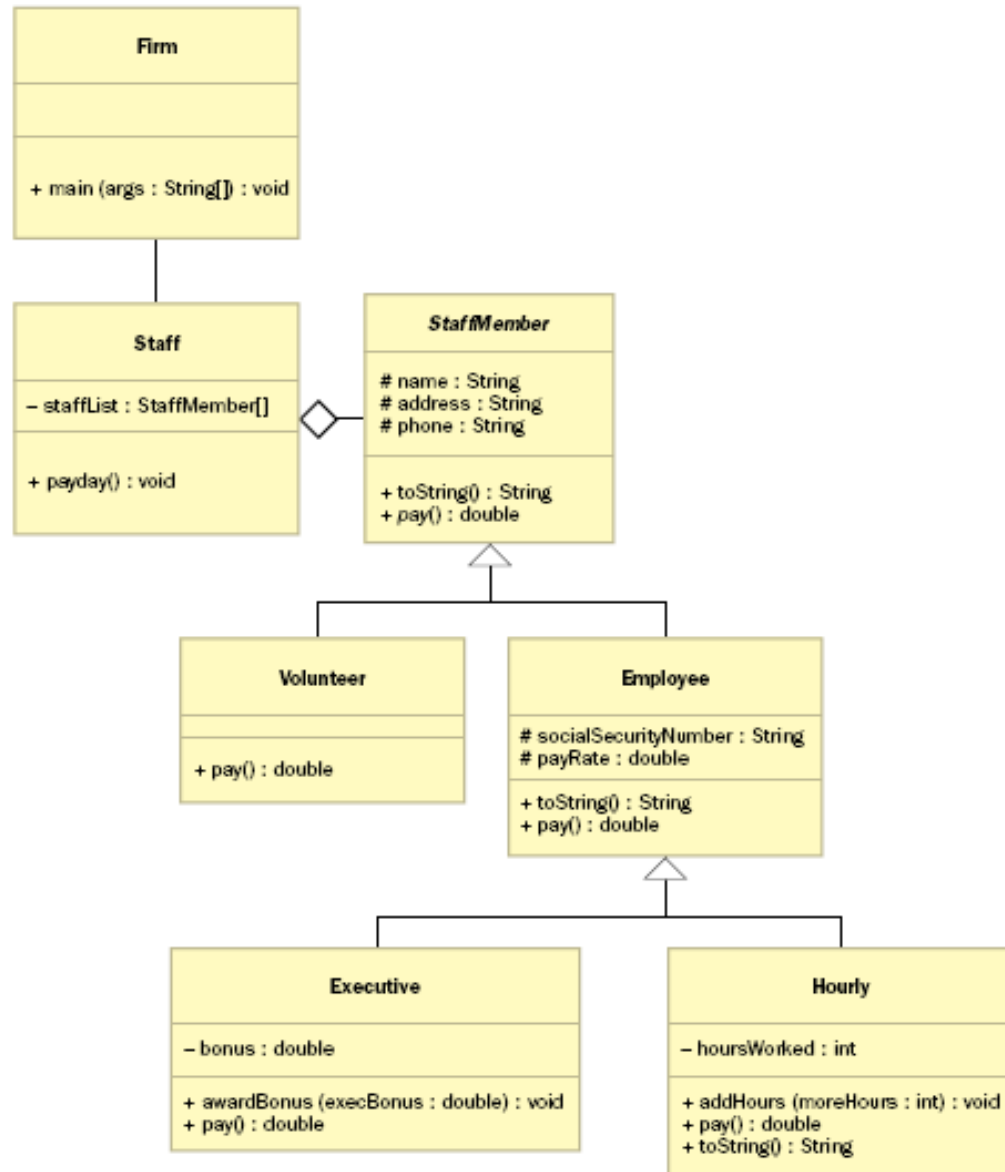 Firm
+ main (args : String[]) : void
Staff
– staffList : StaffMember[]
+ payday() : void
StaffMember
# name : String
# address : String
# phone : String
+ toString() : String
+ pay() : double
Volunteer
+ pay() : double
Employee
# socialSecurityNumber : String
# payRate : double
+ toString() : String
+ pay() : double
Executive
– bonus : double
+ awardBonus (execBonus : double) : void
+ pay() : double
Hourly
– hoursWorked : int
+ addHours (moreHours : int) : void
+ pay() : double
+ toString() : String